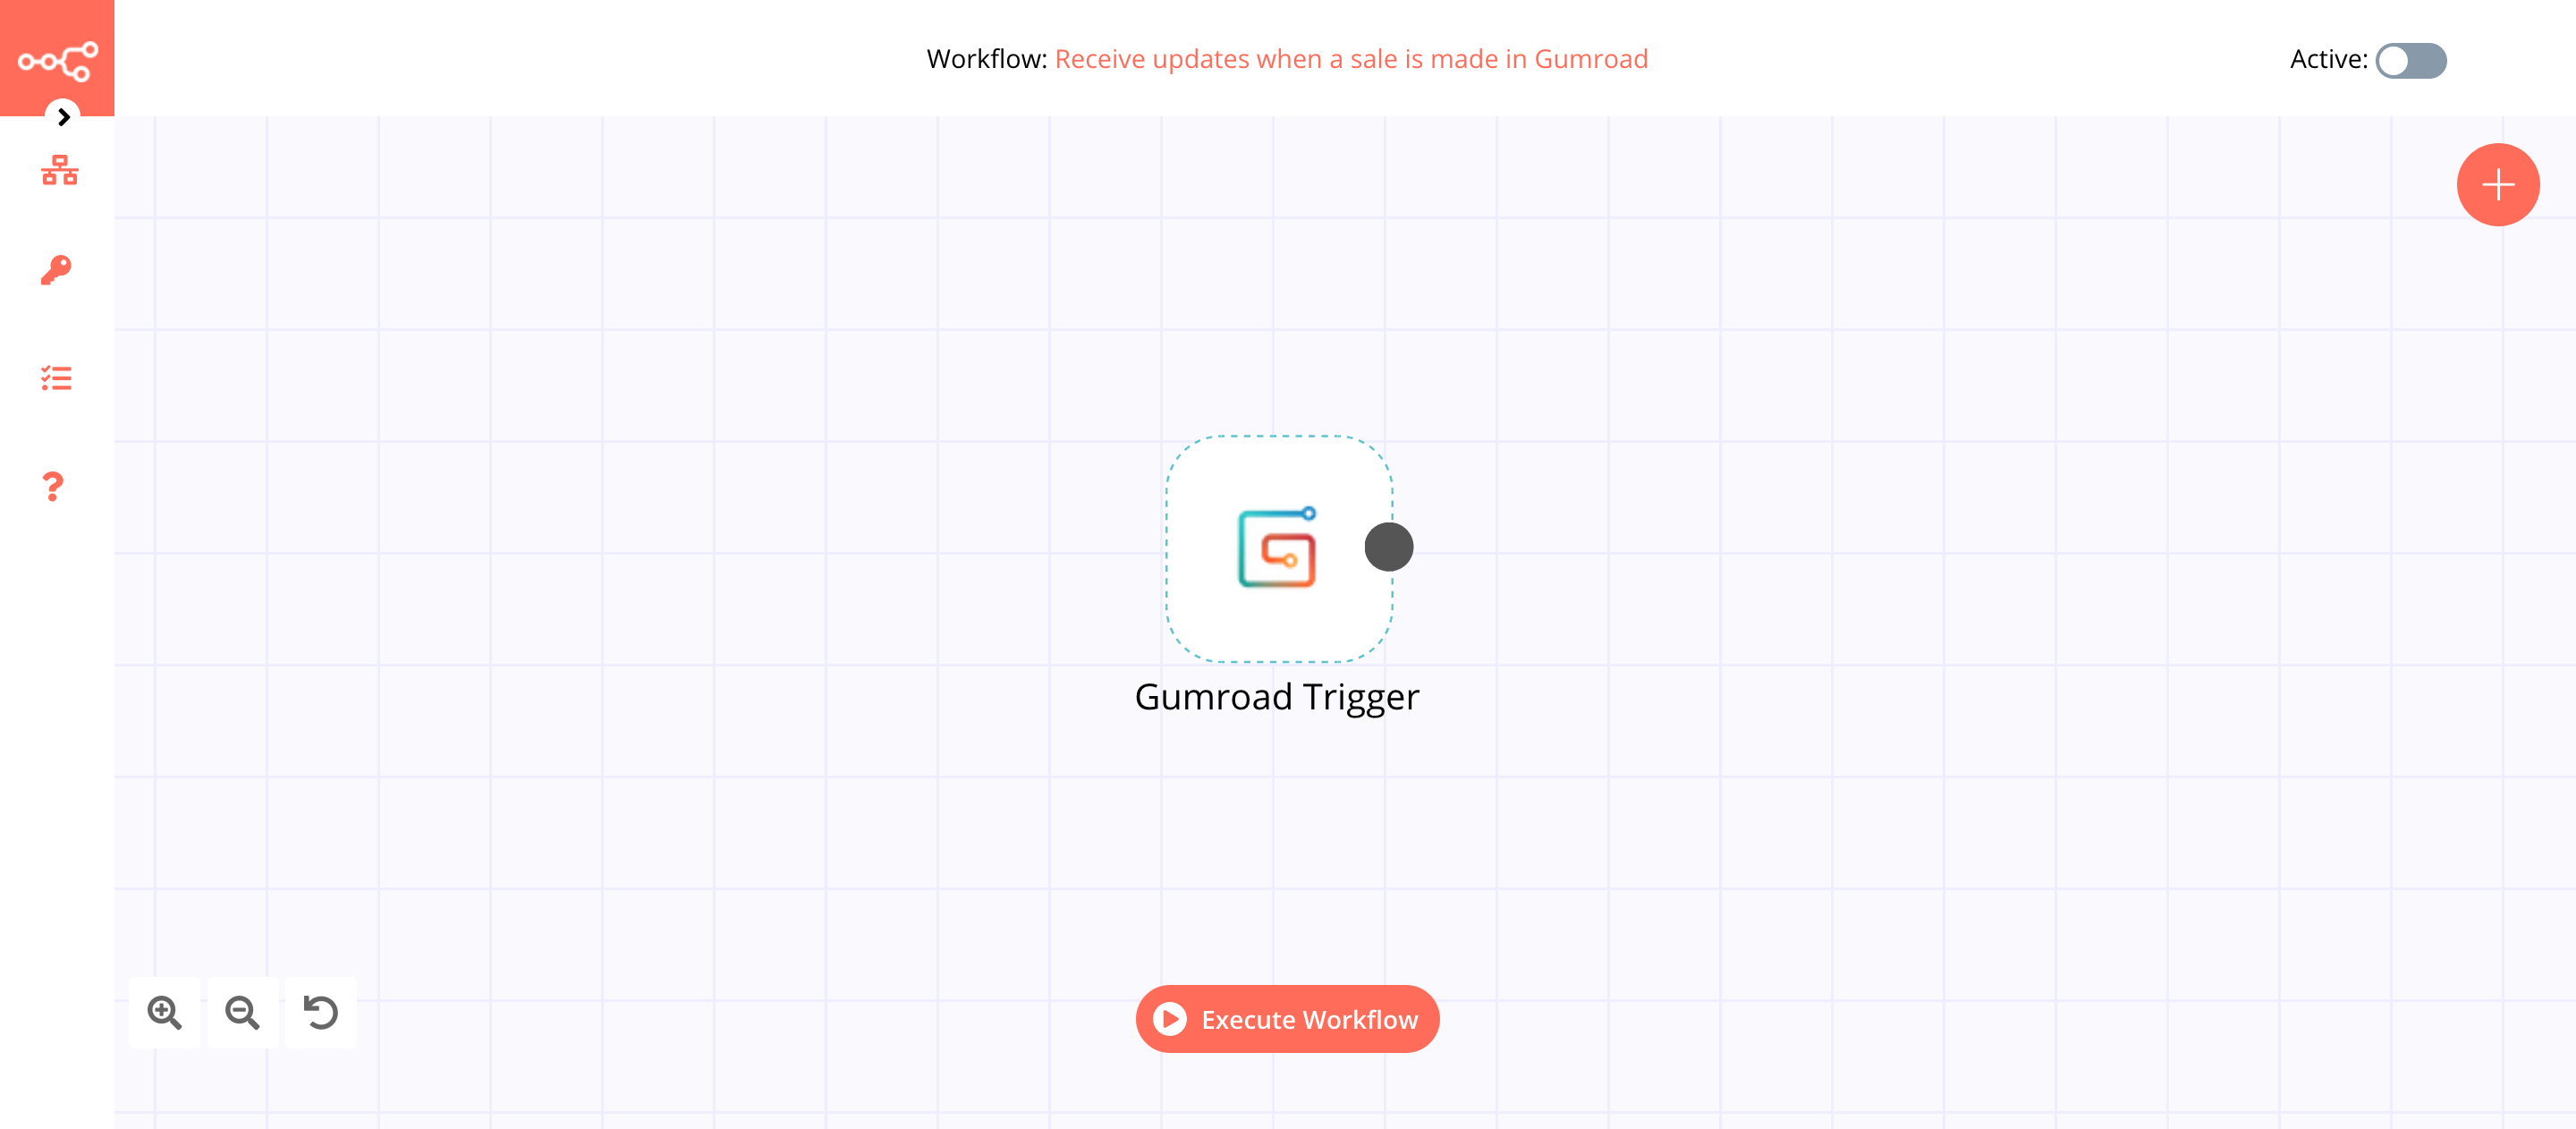 Workflow: Receive updates when a sale is made in Gumroad
Active:
Gumroad Trigger
Execute Workflow